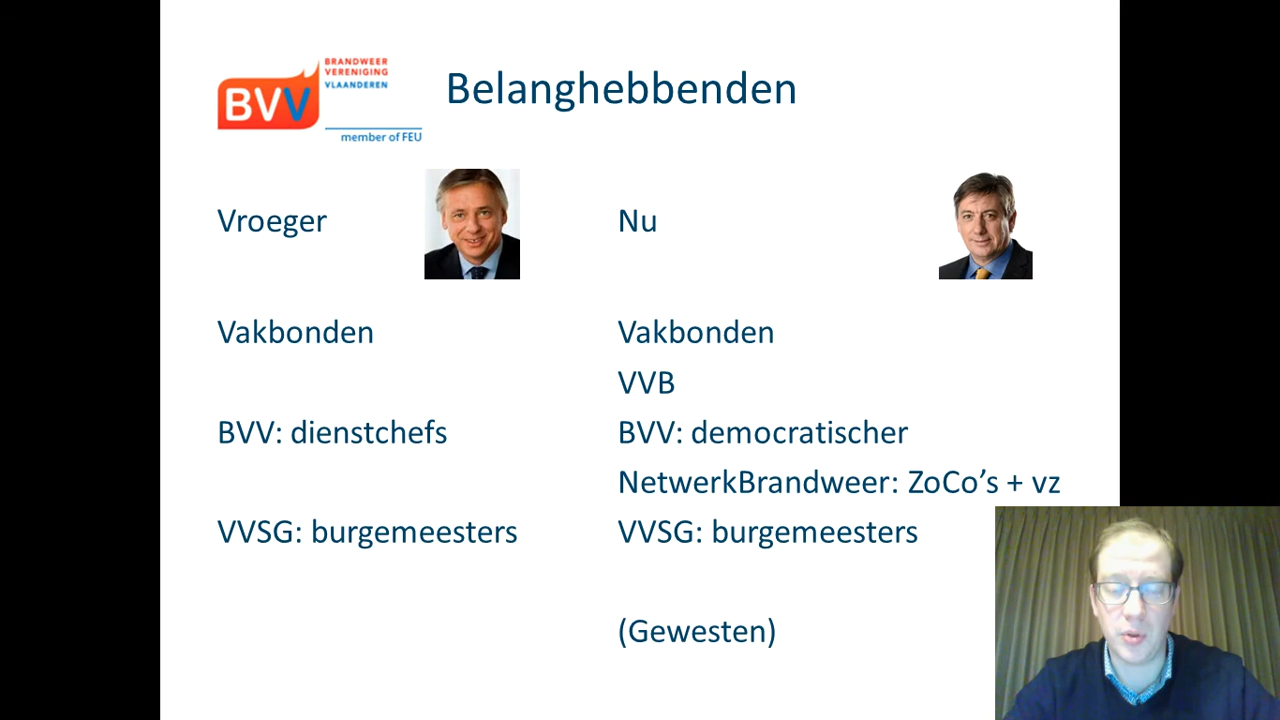 BVV
BRANDWEER
VERENIGING
VLAANDEREN
member of FEU
Belanghebbenden
Vroeger
Nu
Vakbonden
Vakbonden
VVB
BVV: dienstchefs
BVV: democratischer
NetwerkBrandweer: ZoCo’s + vz
VVSG: burgemeesters
VVSG: burgemeesters
(Gewesten)